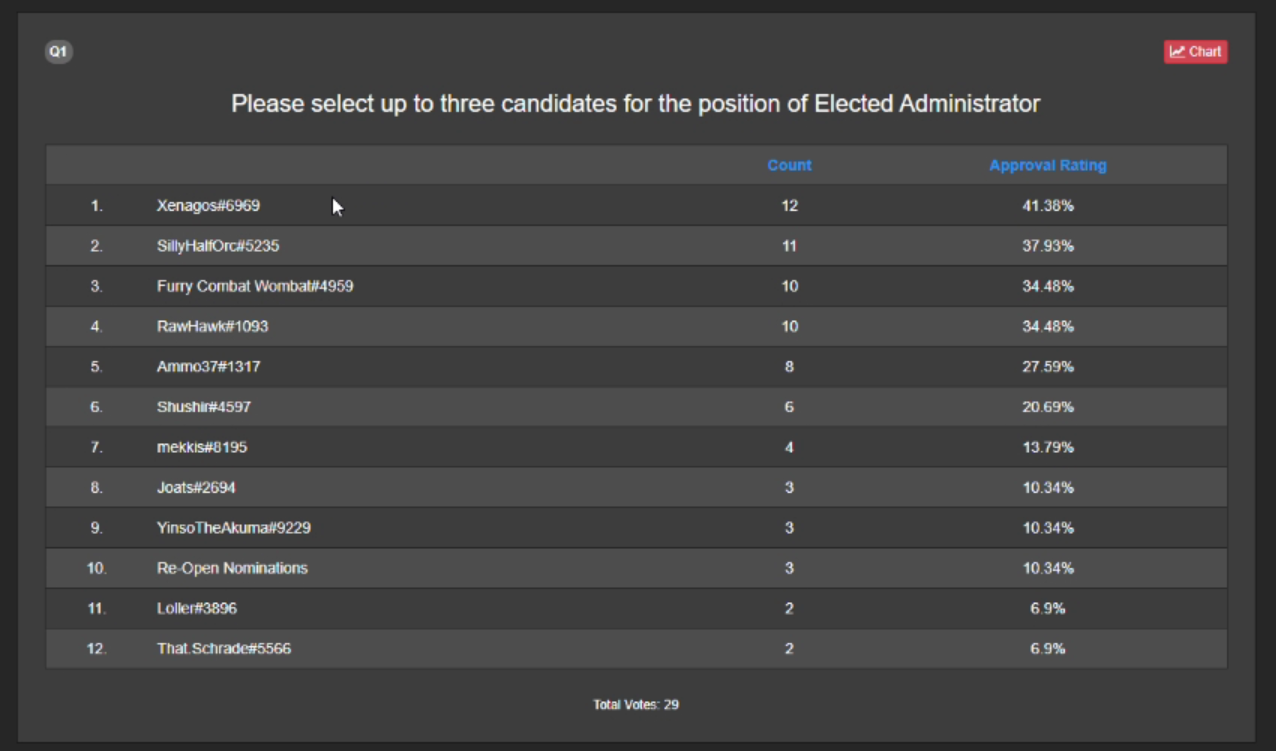 Q1
Chart
Please select up to three candidates for the position of Elected Administrator
Count Approval Rating
1. Xenagos#6969 12 41.38%
2. SillyHalfOrc#5235 11 37.93%
3. Furry Combat Wombat#4959 10 34.48%
4. RawHawk#1093 10 34.48%
5. Ammo37#1317 8 27.59%
6. Shushir#4597 6 20.69%
7. mekkis#8195 4 13.79%
8. Joats#2694 3 10.34%
9. YinsoTheAkuma#9229 3 10.34%
10. Re-Open Nominations 3 10.34%
11. Loller#3896 2 6.9%
12. That.Schrade#5566 2 6.9%
Total Votes: 29